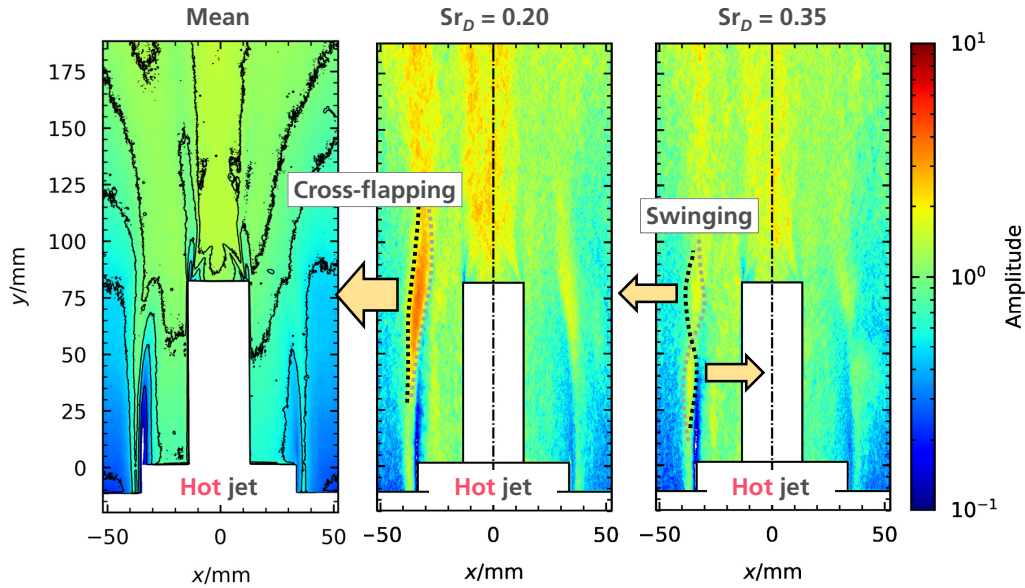 Mean
Sr_D = 0.20
Sr_D = 0.35
175
150
125
100
75
50
25
0
y/mm
Cross-flapping
Swinging
Hot jet
Hot jet
Hot jet
−50
0
50
−50
0
50
−50
0
50
x/mm
x/mm
x/mm
10^1
10^0
10^−1
Amplitude